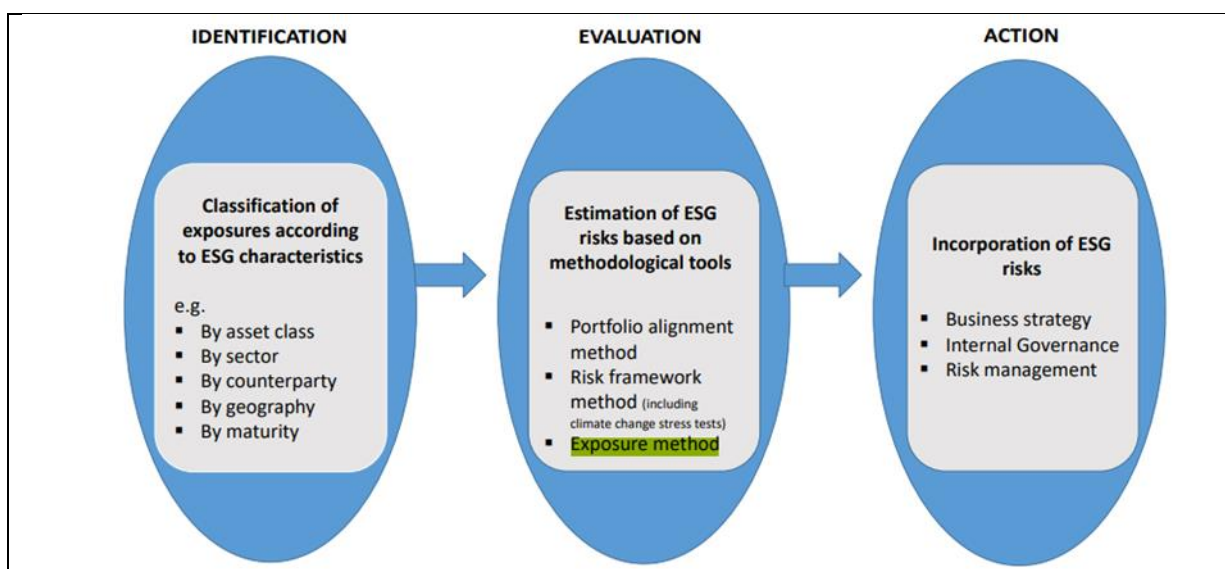 IDENTIFICATION
Classification of
exposures according
to ESG characteristics
e.g.
▪ By asset class
▪ By sector
▪ By counterparty
▪ By geography
▪ By maturity
EVALUATION
Estimation of ESG
risks based on
methodological tools
▪ Portfolio alignment
method
▪ Risk framework
method (including
climate change stress tests)
▪ Exposure method
ACTION
Incorporation of ESG
risks
▪ Business strategy
▪ Internal Governance
▪ Risk management